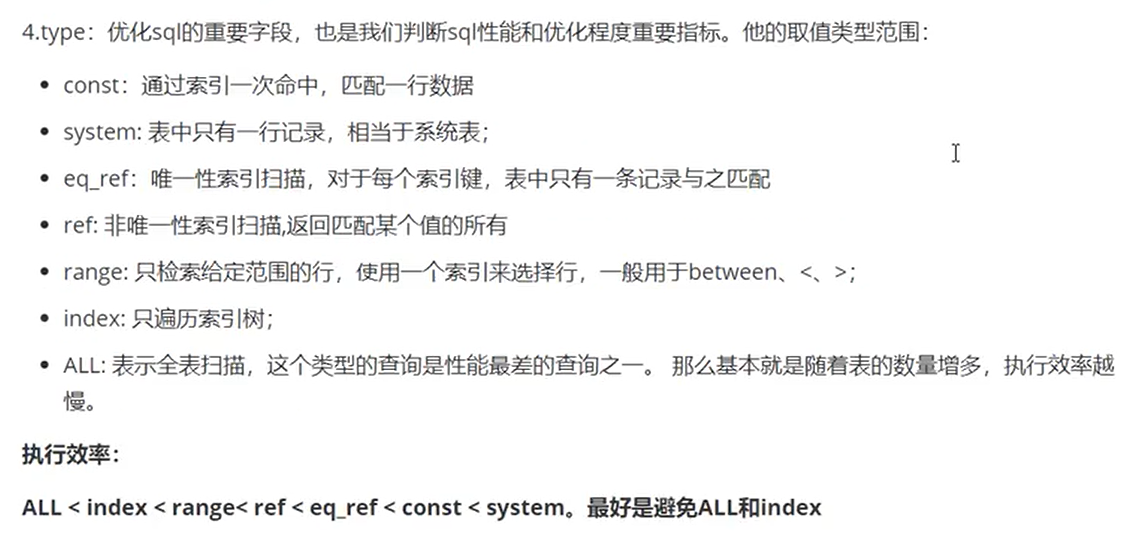 4.type：优化sql的重要字段，也是我们判断sql性能和优化程度重要指标。他的取值类型范围：
const：通过索引一次命中，匹配一行数据
system: 表中只有一行记录，相当于系统表；
eq_ref：唯一性索引扫描，对于每个索引键，表中只有一条记录与之匹配
ref: 非唯一性索引扫描,返回匹配某个值的所有
range: 只检索给定范围的行，使用一个索引来选择行，一般用于between、<、>；
index: 只遍历索引树；
ALL: 表示全表扫描，这个类型的查询是性能最差的查询之一。 那么基本就是随着表的数量增多，执行效率越
慢。
执行效率：
ALL < index < range< ref < eq_ref < const < system。最好是避免ALL和index